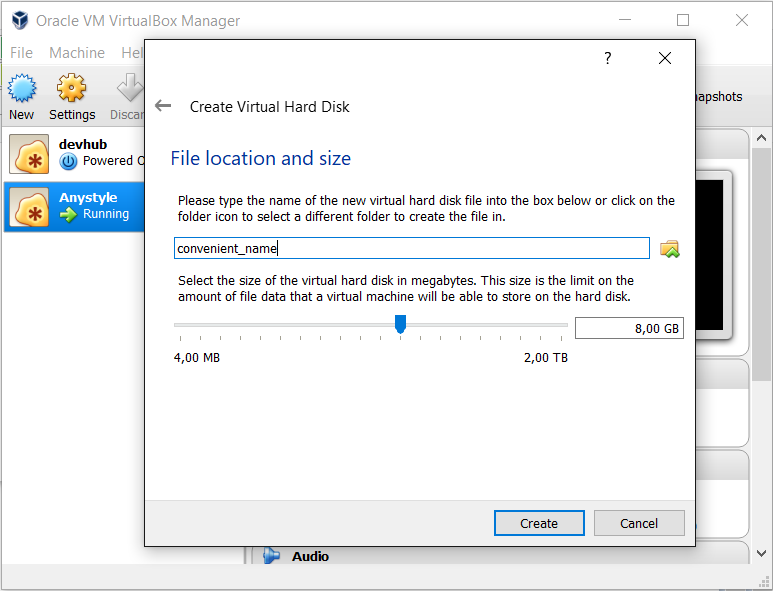 Oracle VM VirtualBox Manager
File Machine Hel
New Settings Discar
apshots
devhub
Powered O
Anystyle
Running
?
Create Virtual Hard Disk
File location and size
Please type the name of the new virtual hard disk file into the box below or click on the
folder icon to select a different folder to create the file in.
convenient_name
Select the size of the virtual hard disk in megabytes. This size is the limit on the
amount of file data that a virtual machine will be able to store on the hard disk.
8,00 GB
4,00 MB 2,00 TB
Create Cancel
Audio